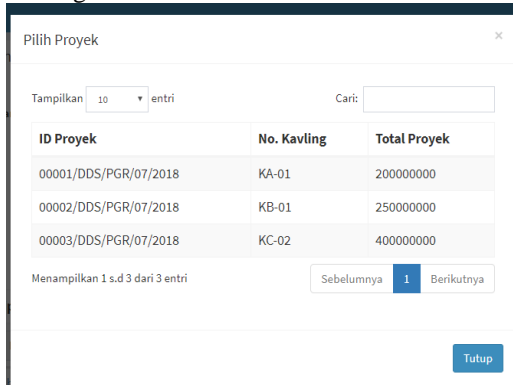 Pilih Proyek ×
Tampilkan 10 entri Cari:
ID Proyek No. Kavling Total Proyek
00001/DDS/PGR/07/2018 KA-01 200000000
00002/DDS/PGR/07/2018 KB-01 250000000
00003/DDS/PGR/07/2018 KC-02 400000000
Menampilkan 1 s.d 3 dari 3 entri Sebelumnya 1 Berikutnya
Tutup